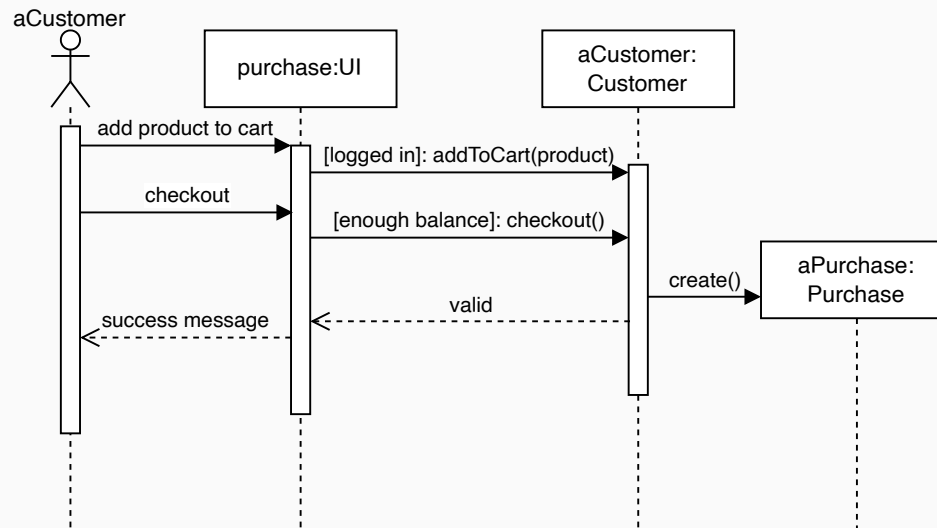 aCustomer
purchase:UI
aCustomer:
Customer
add product to cart
[logged in]: addToCart(product)
checkout
[enough balance]: checkout()
aPurchase:
Purchase
create()
valid
success message